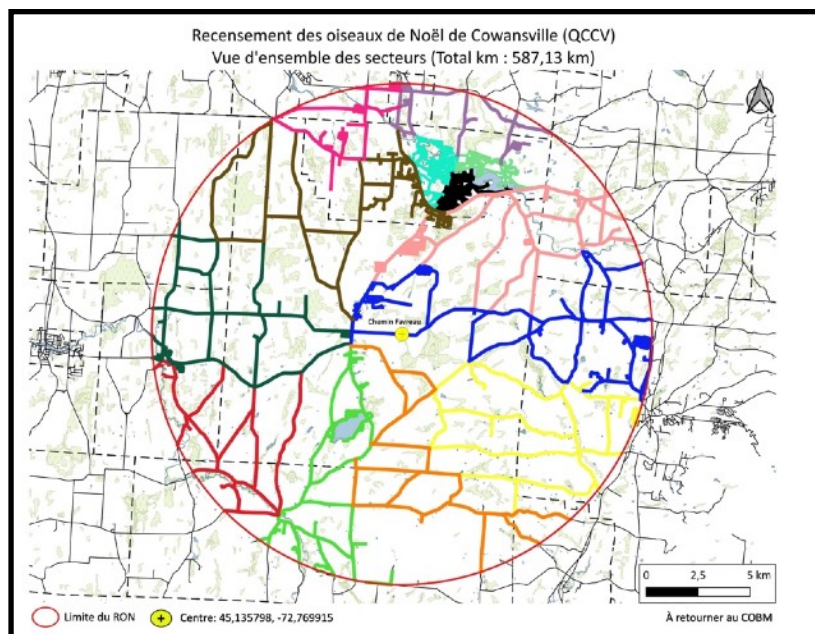 Recensement des oiseaux de Noël de Cowansville (QCCV)
Vue d'ensemble des secteurs (Total km : 587,13 km)
N
Chemin Favreau
0 2,5 5 km
Limite du RON
Centre: 45,135798, -72,769915
À retourner au COBM